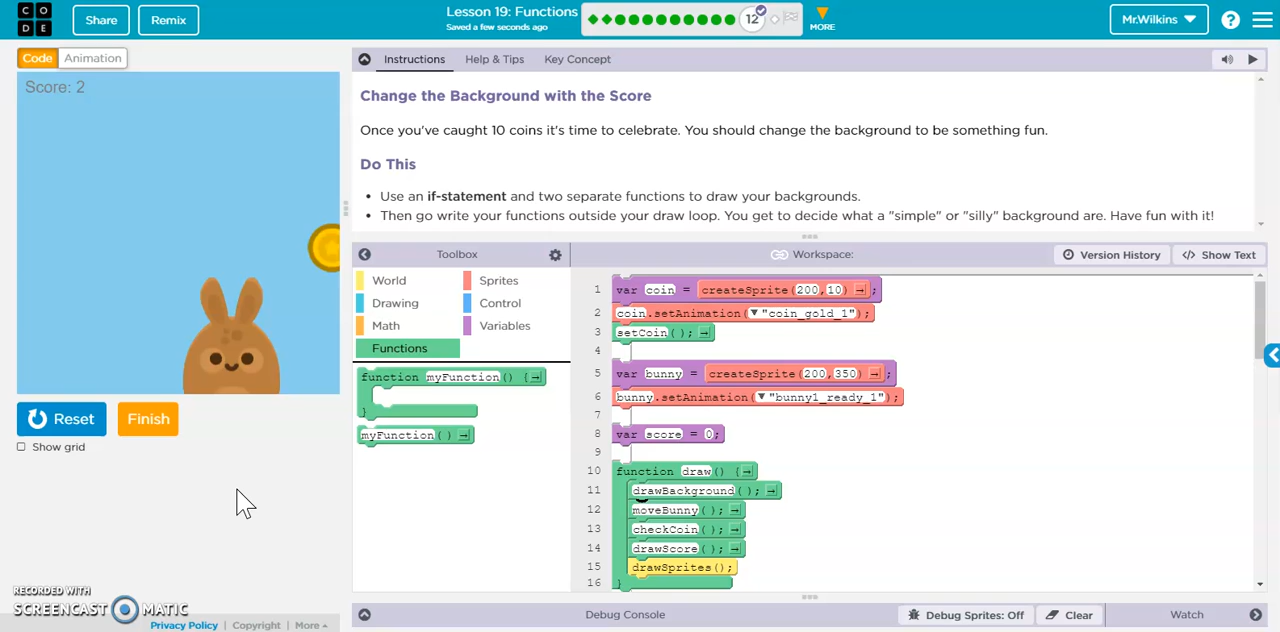 C O
D E
Share
Remix
Lesson 19: Functions
Saved a few seconds ago
12
MORE
Mr.Wilkins
?
Code Animation
Score: 2
Reset
Finish
Show grid
RECORDED WITH
SCREENCAST MATIC
Privacy Policy | Copyright | More
Instructions Help & Tips Key Concept
Change the Background with the Score
Once you've caught 10 coins it's time to celebrate. You should change the background to be something fun.
Do This
• Use an if-statement and two separate functions to draw your backgrounds.
• Then go write your functions outside your draw loop. You get to decide what a "simple" or "silly" background are. Have fun with it!
Toolbox
World Sprites
Drawing Control
Math Variables
Functions
function myFunction() {
}
myFunction()
Workspace: Version History </> Show Text
1 var coin = createSprite(200,10);
2 coin.setAnimation("coin_gold_1");
3 setCoin();
4
5 var bunny = createSprite(200,350);
6 bunny.setAnimation("bunny1_ready_1");
7
8 var score = 0;
9
10 function draw() {
11 drawBackground();
12 moveBunny();
13 checkCoin();
14 drawScore();
15 drawSprites();
16 }
Debug Console Debug Sprites: Off Clear Watch